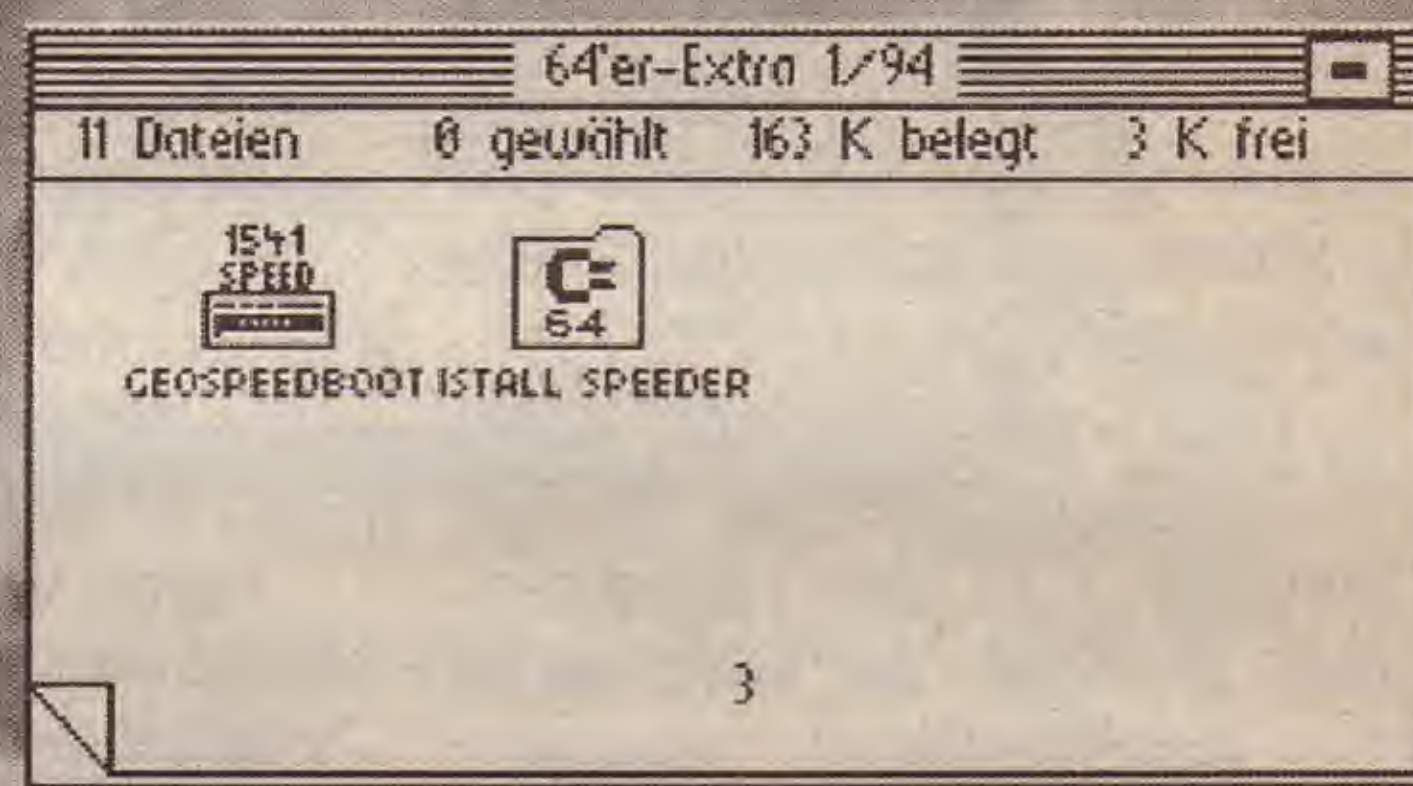 64'er-Extra 1/94
11 Dateien 0 gewählt 163 K belegt 3 K frei
1541
SPEED
C=
64
GEOSPEEDBOOT ISTALL SPEEDER
3